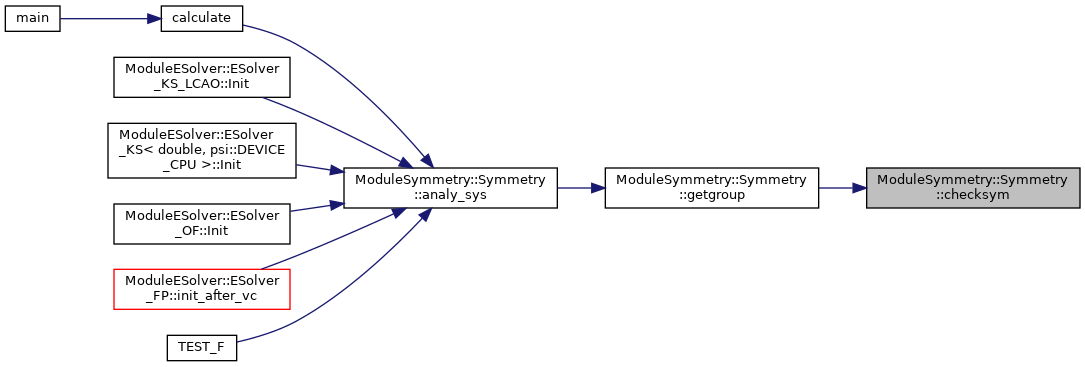 main
calculate
ModuleESolver::ESolver
_KS_LCAO::Init
ModuleESolver::ESolver
_KS< double, psi::DEVICE
_CPU >::Init
ModuleESolver::ESolver
_OF::Init
ModuleESolver::ESolver
_FP::init_after_vc
TEST_F
ModuleSymmetry::Symmetry
::analy_sys
ModuleSymmetry::Symmetry
::getgroup
ModuleSymmetry::Symmetry
::checksym